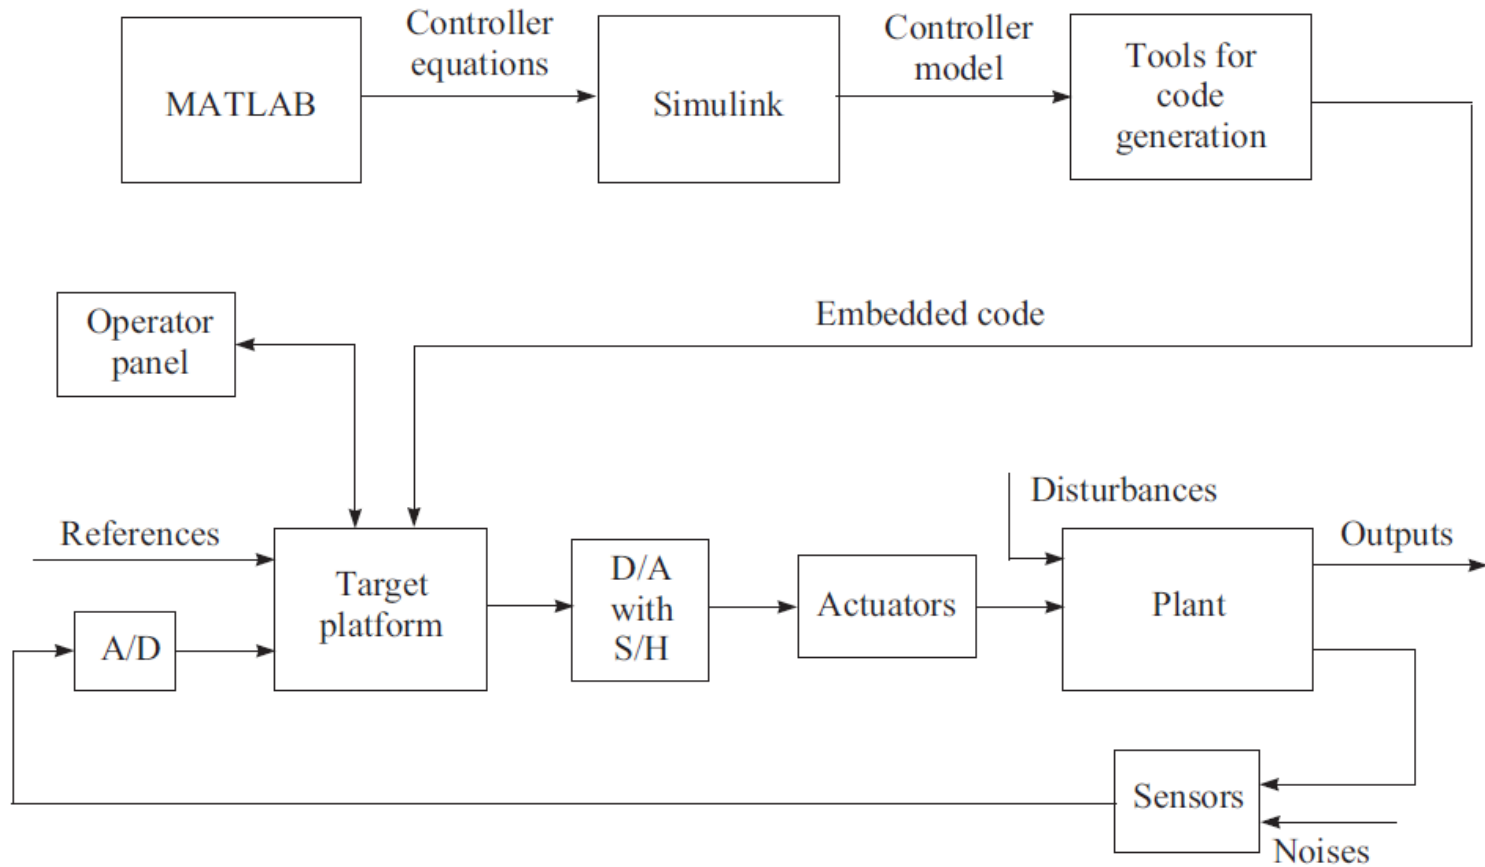 MATLAB
Controller
equations
Simulink
Controller
model
Tools for
code
generation
Operator
panel
Embedded code
References
Target
platform
A/D
D/A
with
S/H
Actuators
Disturbances
Plant
Outputs
Sensors
Noises